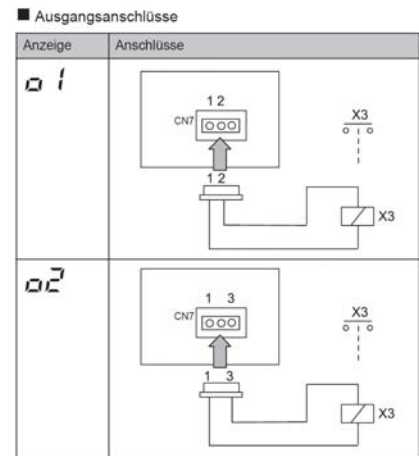 ■ Ausgangsanschlüsse
Anzeige Anschlüsse
o1
1 2
CN7
X3
1 2
X3
o2
1 3
CN7
X3
1 3
X3